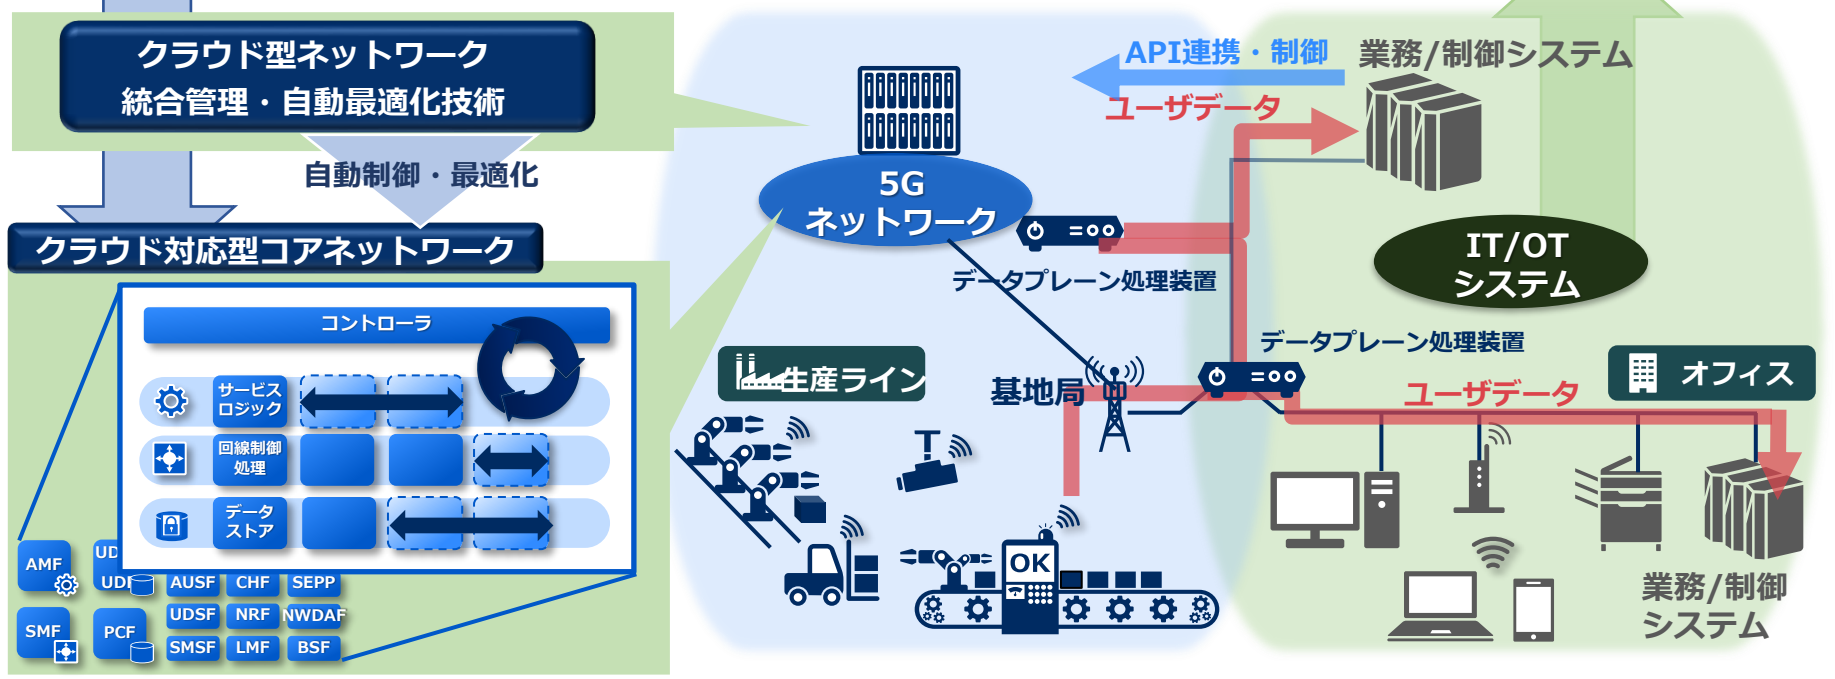 クラウド型ネットワーク
統合管理・自動最適化技術
自動制御・最適化
クラウド対応型コアネットワーク
コントローラ
サービス
ロジック
回線制御
処理
データ
ストア
AMF
UDSF
AUSF
CHF
SEPP
NRF
NWDAF
SMF
PCF
SMSF
LMF
BSF
5G
ネットワーク
API連携・制御
ユーザデータ
業務/制御システム
データプレーン処理装置
IT/OT
システム
データプレーン処理装置
生産ライン
基地局
ユーザデータ
オフィス
OK
業務/制御
システム